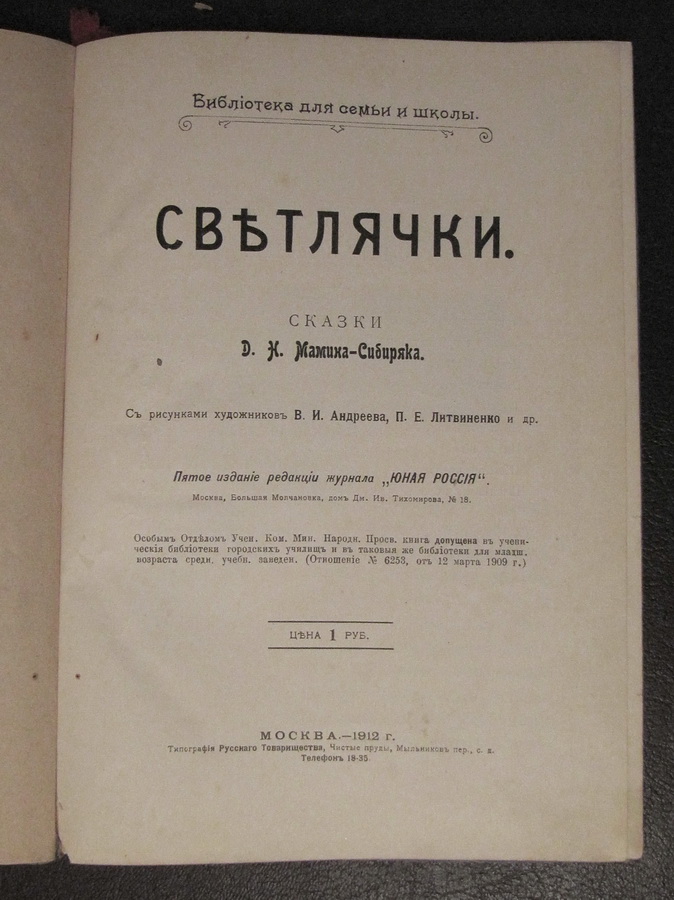 Библіотека для семьи и школы.
СВѢТЛЯЧКИ.
СКАЗКИ
Д. Н. Мамина-Сибиряка.
Съ рисунками художниковъ В. И. Андреева, П. Е. Литвиненко и др.
Пятое изданіе редакціи журнала „ЮНАЯ РОССІЯ“.
Москва, Большая Молчановка, домъ Дм. Ив. Тихомирова, № 18.
Особымъ Отдѣломъ Учен. Ком. Мин. Народн. Просв. книга допущена въ учени-
ческія библіотеки городскихъ училищъ и въ таковыя же библіотеки для младш.
возраста средн. учебн. заведен. (Отношеніе № 6253, отъ 12 марта 1909 г.)
ЦѢНА 1 РУБ.
МОСКВА.—1912 г.
Типографія Русскаго Товарищества, Чистые пруды, Мыльниковъ пер., с. д.
Телефонъ 18-35.